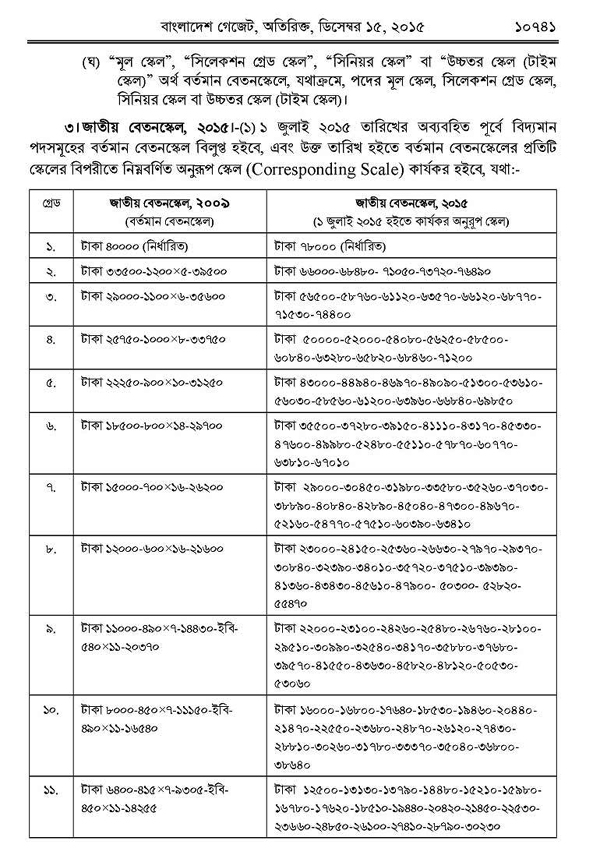 বাংলাদেশ গেজেট, অতিরিক্ত, ডিসেম্বর ১৫, ২০১৫ ১০৭৪১
(ঘ) “মূল স্কেল”, “সিলেকশন গ্রেড স্কেল”, “সিনিয়র স্কেল” বা “উচ্চতর স্কেল (টাইম
স্কেল)” অর্থ বর্তমান বেতনস্কেলে, যথাক্রমে, পদের মূল স্কেল, সিলেকশন গ্রেড স্কেল,
সিনিয়র স্কেল বা উচ্চতর স্কেল (টাইম স্কেল)।
৩। জাতীয় বেতনস্কেল, ২০১৫।-(১) ১ জুলাই ২০১৫ তারিখের অব্যবহিত পূর্বে বিদ্যমান
পদসমূহের বর্তমান বেতনস্কেল বিলুপ্ত হইবে, এবং উক্ত তারিখ হইতে বর্তমান বেতনস্কেলের প্রতিটি
স্কেলের বিপরীতে নিম্নবর্ণিত অনুরূপ স্কেল (Corresponding Scale) কার্যকর হইবে, যথা:-
গ্রেড জাতীয় বেতনস্কেল, ২০০৯ জাতীয় বেতনস্কেল, ২০১৫
(বর্তমান বেতনস্কেল) (১ জুলাই ২০১৫ হইতে কার্যকর অনুরূপ স্কেল)
১. টাকা ৪০০০০ (নির্ধারিত) টাকা ৭৮০০০ (নির্ধারিত)
২. টাকা ৩৩৫০০-১২০০×৫-৩৯৫০০ টাকা ৬৬০০০-৬৮৪৮০- ৭১০৫০-৭৩৭২০-৭৬৪৯০
৩. টাকা ২৯০০০-১১০০×৬-৩৫৬০০ টাকা ৫৬৫০০-৫৮৭৬০-৬১১২০-৬৩৫৭০-৬৬১২০-৬৮৭৭০-
৭১৫৩০-৭৪৪০০
৪. টাকা ২৫৭৫০-১০০০×৮-৩৩৭৫০ টাকা ৫০০০০-৫২০০০-৫৪০৮০-৫৬২৫০-৫৮৫০০-
৬০৮৪০-৬৩২৮০-৬৫৮২০-৬৮৪৬০-৭১২০০
৫. টাকা ২২২৫০-৯০০×১০-৩১২৫০ টাকা ৪৩০০০-৪৪৯৪০-৪৬৯৭০-৪৯০৯০-৫১৩০০-৫৩৬১০-
৫৬০৩০-৫৮৫৬০-৬১২০০-৬৩৯৬০-৬৬৮৪০-৬৯৮৫০
৬. টাকা ১৮৫০০-৮০০×১৪-২৯৭০০ টাকা ৩৫৫০০-৩৭২৮০-৩৯১৫০-৪১১১০-৪৩১৭০-৪৫৩৩০-
৪৭৬০০-৪৯৯৮০-৫২৪৮০-৫৫১১০-৫৭৮৭০-৬০৭৭০-
৬৩৮১০-৬৭০১০
৭. টাকা ১৫০০০-৭০০×১৬-২৬২০০ টাকা ২৯০০০-৩০৪৫০-৩১৯৮০-৩৩৫৮০-৩৫২৬০-৩৭০৩০-
৩৮৮৯০-৪০৮৪০-৪২৮৯০-৪৫০৪০-৪৭৩০০-৪৯৬৭০-
৫২১৬০-৫৪৭৭০-৫৭৫১০-৬০৩৯০-৬৩৪১০
৮. টাকা ১২০০০-৬০০×১৬-২১৬০০ টাকা ২৩০০০-২৪১৫০-২৫৩৬০-২৬৬৩০-২৭৯৭০-২৯৩৭০-
৩০৮৪০-৩২৩৯০-৩৪০১০-৩৫৭২০-৩৭৫১০-৩৯৩৯০-
৪১৩৬০-৪৩৪৩০-৪৫৬১০-৪৭৯০০- ৫০৩০০- ৫২৮২০-
৫৫৪৭০
৯. টাকা ১১০০০-৪৯০×৭-১৪৪৩০-ইবি- টাকা ২২০০০-২৩১০০-২৪২৬০-২৫৪৮০-২৬৭৬০-২৮১০০-
৫৪০×১১-২০৩৭০ ২৯৫১০-৩০৯৯০-৩২৫৪০-৩৪১৭০-৩৫৮৮০-৩৭৬৮০-
৩৯৫৭০-৪১৫৫০-৪৩৬৩০-৪৫৮২০-৪৮১২০-৫০৫৩০-
৫৩০৬০
১০. টাকা ৮০০০-৪৫০×৭-১১১৫০-ইবি- টাকা ১৬০০০-১৬৮০০-১৭৬৪০-১৮৫৩০-১৯৪৬০-২০৪৪০-
৪৯০×১১-১৬৫৪০ ২১৪৭০-২২৫৫০-২৩৬৮০-২৪৮৭০-২৬১২০-২৭৪৩০-
২৮৮১০-৩০২৬০-৩১৭৮০-৩৩৩৭০-৩৫০৪০-৩৬৮০০-
৩৮৬৪০
১১. টাকা ৬৪০০-৪১৫×৭-৯৩০৫-ইবি- টাকা ১২৫০০-১৩১৩০-১৩৭৯০-১৪৪৮০-১৫২১০-১৫৯৮০-
৪৫০×১১-১৪২৫৫ ১৬৭৮০-১৭৬২০-১৮৫১০-১৯৪৪০-২০৪২০-২১৪৫০-২২৫৩০-
২৩৬৬০-২৪৮৫০-২৬১০০-২৭৪১০-২৮৭৯০-৩০২৩০